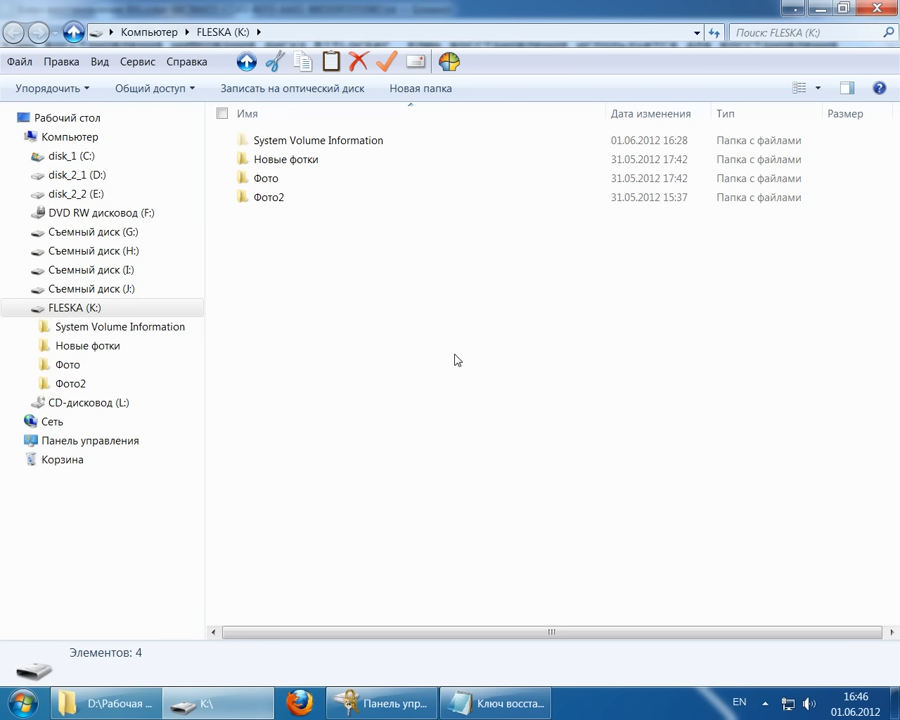 Компьютер FLESKA (K:)
Поиск: FLESKA (K:)
Файл Правка Вид Сервис Справка
Упорядочить Общий доступ Записать на оптический диск Новая папка
Рабочий стол
Компьютер
disk_1 (C:)
disk_2_1 (D:)
disk_2_2 (E:)
DVD RW дисковод (F:)
Съемный диск (G:)
Съемный диск (H:)
Съемный диск (I:)
Съемный диск (J:)
FLESKA (K:)
System Volume Information
Новые фотки
Фото
Фото2
CD-дисковод (L:)
Сеть
Панель управления
Корзина
Имя Дата изменения Тип Размер
System Volume Information 01.06.2012 16:28 Папка с файлами
Новые фотки 31.05.2012 17:42 Папка с файлами
Фото 31.05.2012 17:42 Папка с файлами
Фото2 31.05.2012 15:37 Папка с файлами
Элементов: 4
D:\Рабочая ... K:\ Панель упр... Ключ восста... EN 16:46
01.06.2012